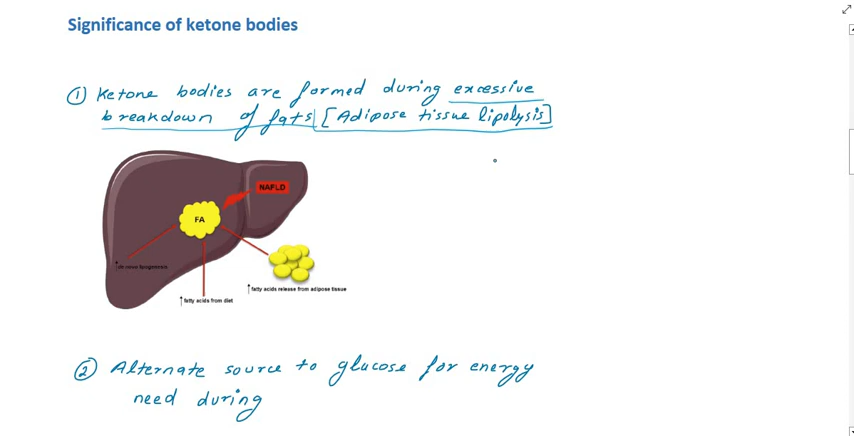 Significance of ketone bodies
① Ketone bodies are formed during excessive
breakdown of fats [Adipose tissue lipolysis]
NAFLD
FA
↑de novo lipogenesis
↑fatty acids release from adipose tissue
↑fatty acids from diet
② Alternate source to glucose for energy
need during